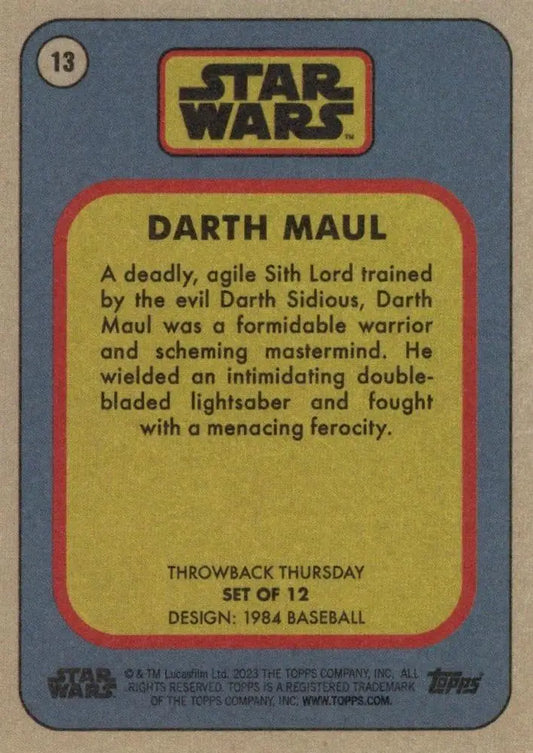 13
STAR
WARS™
DARTH MAUL
A deadly, agile Sith Lord trained
by the evil Darth Sidious, Darth
Maul was a formidable warrior
and scheming mastermind. He
wielded an intimidating double-
bladed lightsaber and fought
with a menacing ferocity.
THROWBACK THURSDAY
SET OF 12
DESIGN: 1984 BASEBALL
STAR
WARS
© & TM Lucasfilm Ltd. 2023 THE TOPPS COMPANY, INC. ALL
RIGHTS RESERVED. TOPPS IS A REGISTERED TRADEMARK
OF THE TOPPS COMPANY, INC. WWW.TOPPS.COM.
TOPPS